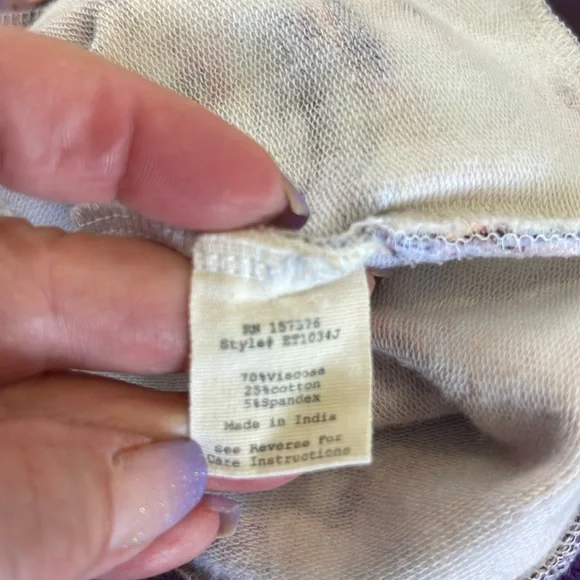 RN 157376
Style# ET1034J
70%Viscose
25%cotton
5%Spandex
Made in India
See Reverse For
Care Instructions